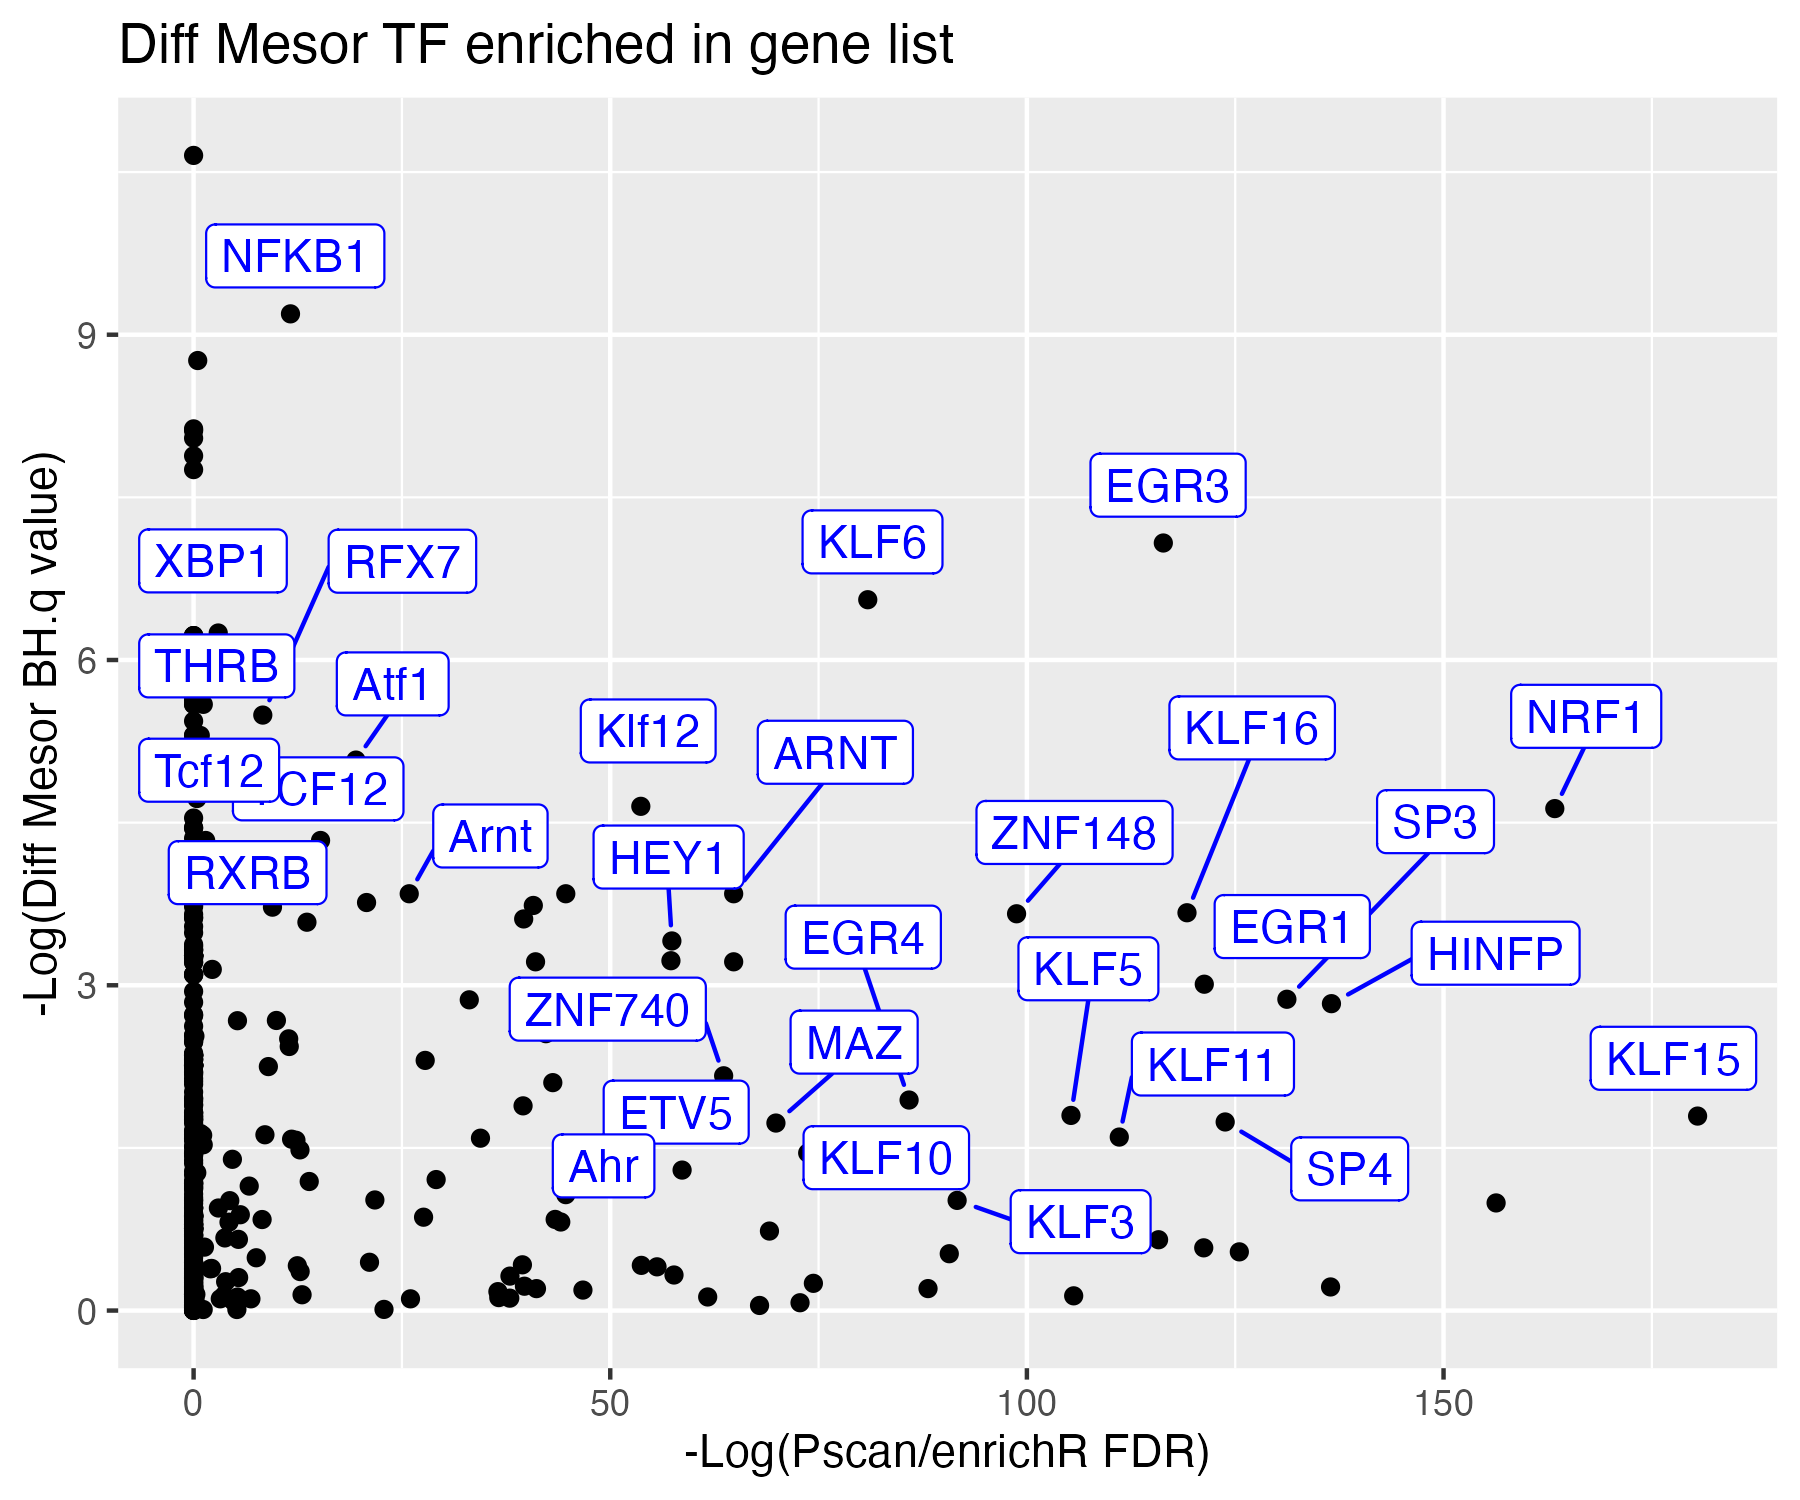 Diff Mesor TF enriched in gene list
NFKB1
9
EGR3
KLF6
XBP1
RFX7
THRB
6
Atf1
Klf12
ARNT
KLF16
NRF1
Tcf12
CF12
Arnt
ZNF148
SP3
HEY1
RXRB
EGR4
EGR1
HINFP
KLF5
3
ZNF740
MAZ
KLF11
KLF15
ETV5
Ahr
KLF10
SP4
KLF3
0
0 50 100 150
-Log(Pscan/enrichR FDR)
-Log(Diff Mesor BH.q value)